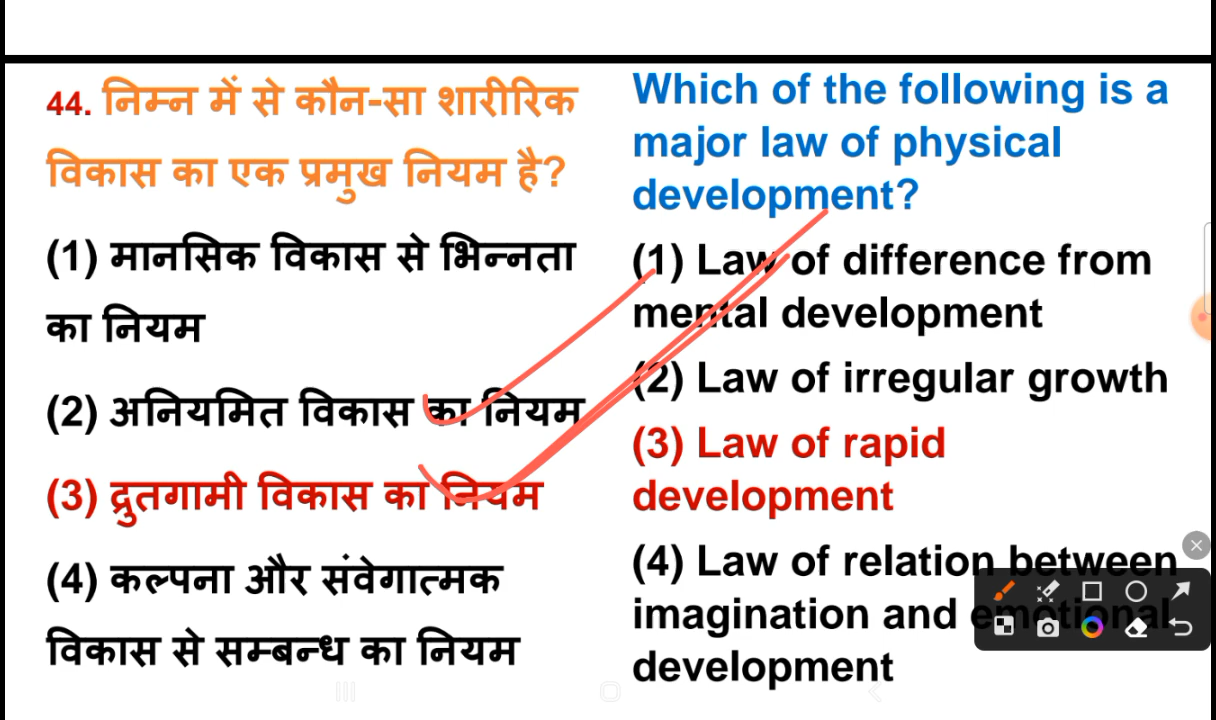 44. निम्न में से कौन-सा शारीरिक
विकास का एक प्रमुख नियम है?
(1) मानसिक विकास से भिन्नता
का नियम
(2) अनियमित विकास का नियम
(3) द्रुतगामी विकास का नियम
(4) कल्पना और संवेगात्मक
विकास से सम्बन्ध का नियम
Which of the following is a
major law of physical
development?
(1) Law of difference from
mental development
(2) Law of irregular growth
(3) Law of rapid
development
(4) Law of relation between
imagination and emotional
development